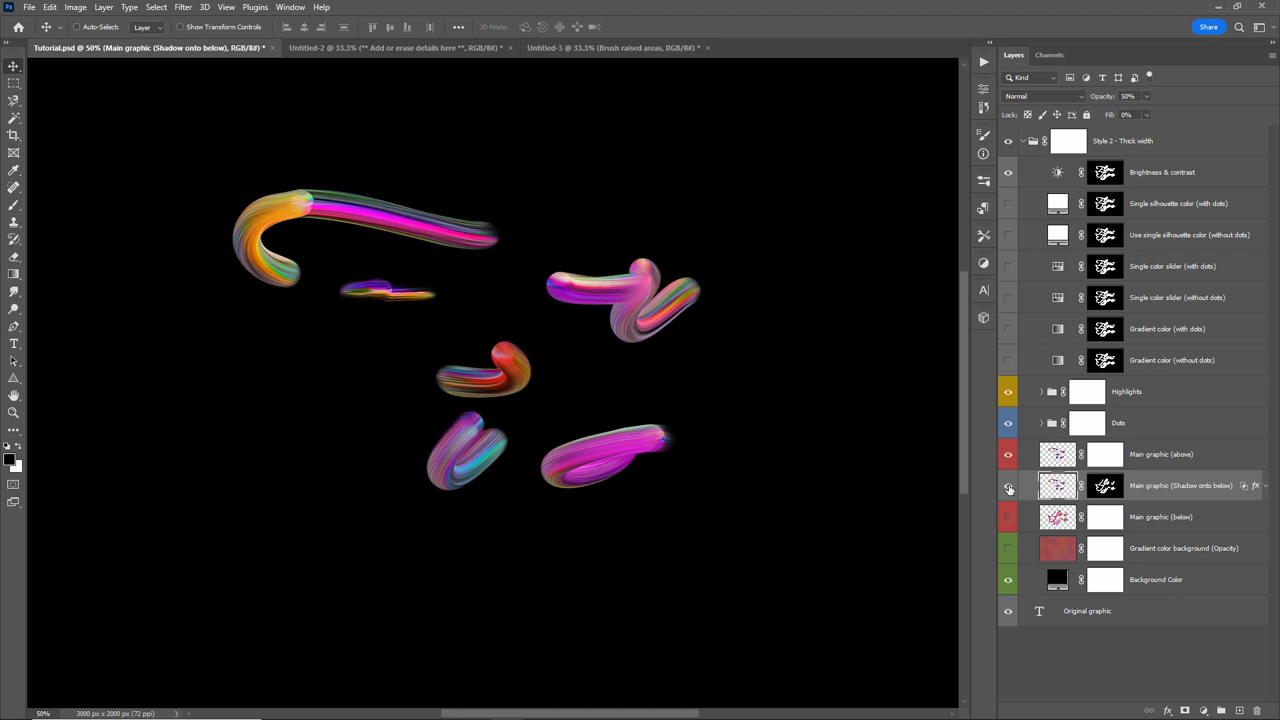 Ps File Edit Image Layer Type Select Filter 3D View Plugins Window Help
Auto-Select: Layer Show Transform Controls 3D Mode: Share
Tutorial.psd @ 50% (Main graphic (Shadow onto below), RGB/8#) * × Untitled-2 @ 33.3% (** Add or erase details here **, RGB/8#) * × Untitled-3 @ 33.3% (Brush raised areas, RGB/8#) * ×
Layers Channels
Kind
Normal Opacity: 50%
Lock: Fill: 0%
Style 2 - Thick width
Brightness & contrast
Single silhouette color (with dots)
Use single silhouette color (without dots)
Single color slider (with dots)
Single color slider (without dots)
Gradient color (with dots)
Gradient color (without dots)
Highlights
Dots
Main graphic (above)
Main graphic (Shadow onto below) fx
Main graphic (below)
Gradient color background (Opacity)
Background Color
T Original graphic
50% 3000 px x 2000 px (72 ppi)